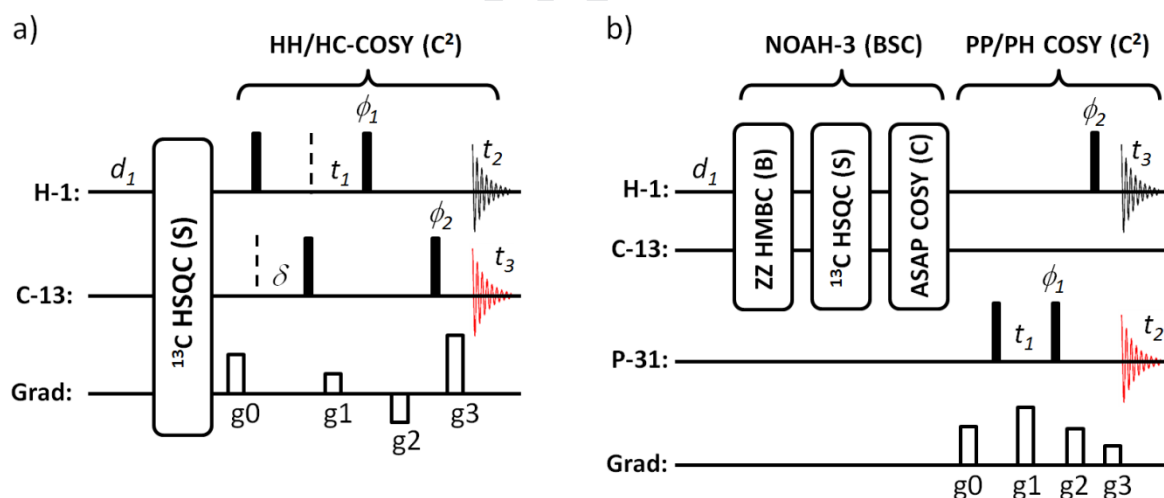 a)
HH/HC-COSY (C²)
ϕ₁
d₁
t₁
t₂
H-1:
¹³C HSQC (S)
ϕ₂
δ
t₃
C-13:
Grad:
g0
g1
g2
g3
b)
NOAH-3 (BSC)
PP/PH COSY (C²)
ϕ₂
d₁
t₃
H-1:
ZZ HMBC (B)
¹³C HSQC (S)
ASAP COSY (C)
C-13:
ϕ₁
t₁
t₂
P-31:
Grad:
g0
g1
g2
g3